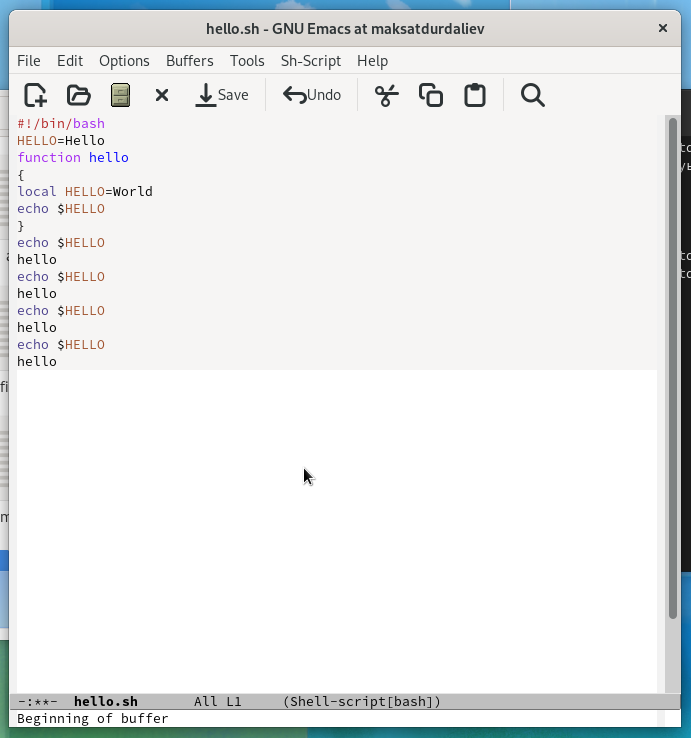 hello.sh - GNU Emacs at maksatdurdaliev
File Edit Options Buffers Tools Sh-Script Help
Save Undo
#!/bin/bash
HELLO=Hello
function hello
{
local HELLO=World
echo $HELLO
}
echo $HELLO
hello
echo $HELLO
hello
echo $HELLO
hello
echo $HELLO
hello
-:**- hello.sh All L1 (Shell-script[bash])
Beginning of buffer